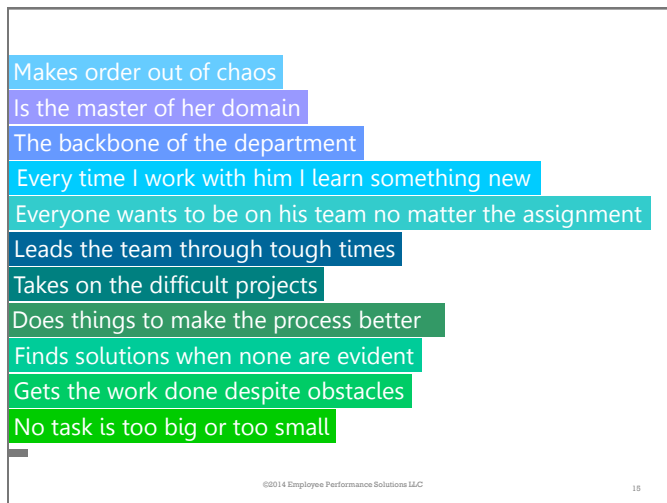 Makes order out of chaos
Is the master of her domain
The backbone of the department
Every time I work with him I learn something new
Everyone wants to be on his team no matter the assignment
Leads the team through tough times
Takes on the difficult projects
Does things to make the process better
Finds solutions when none are evident
Gets the work done despite obstacles
No task is too big or too small
©2014 Employee Performance Solutions LLC
15